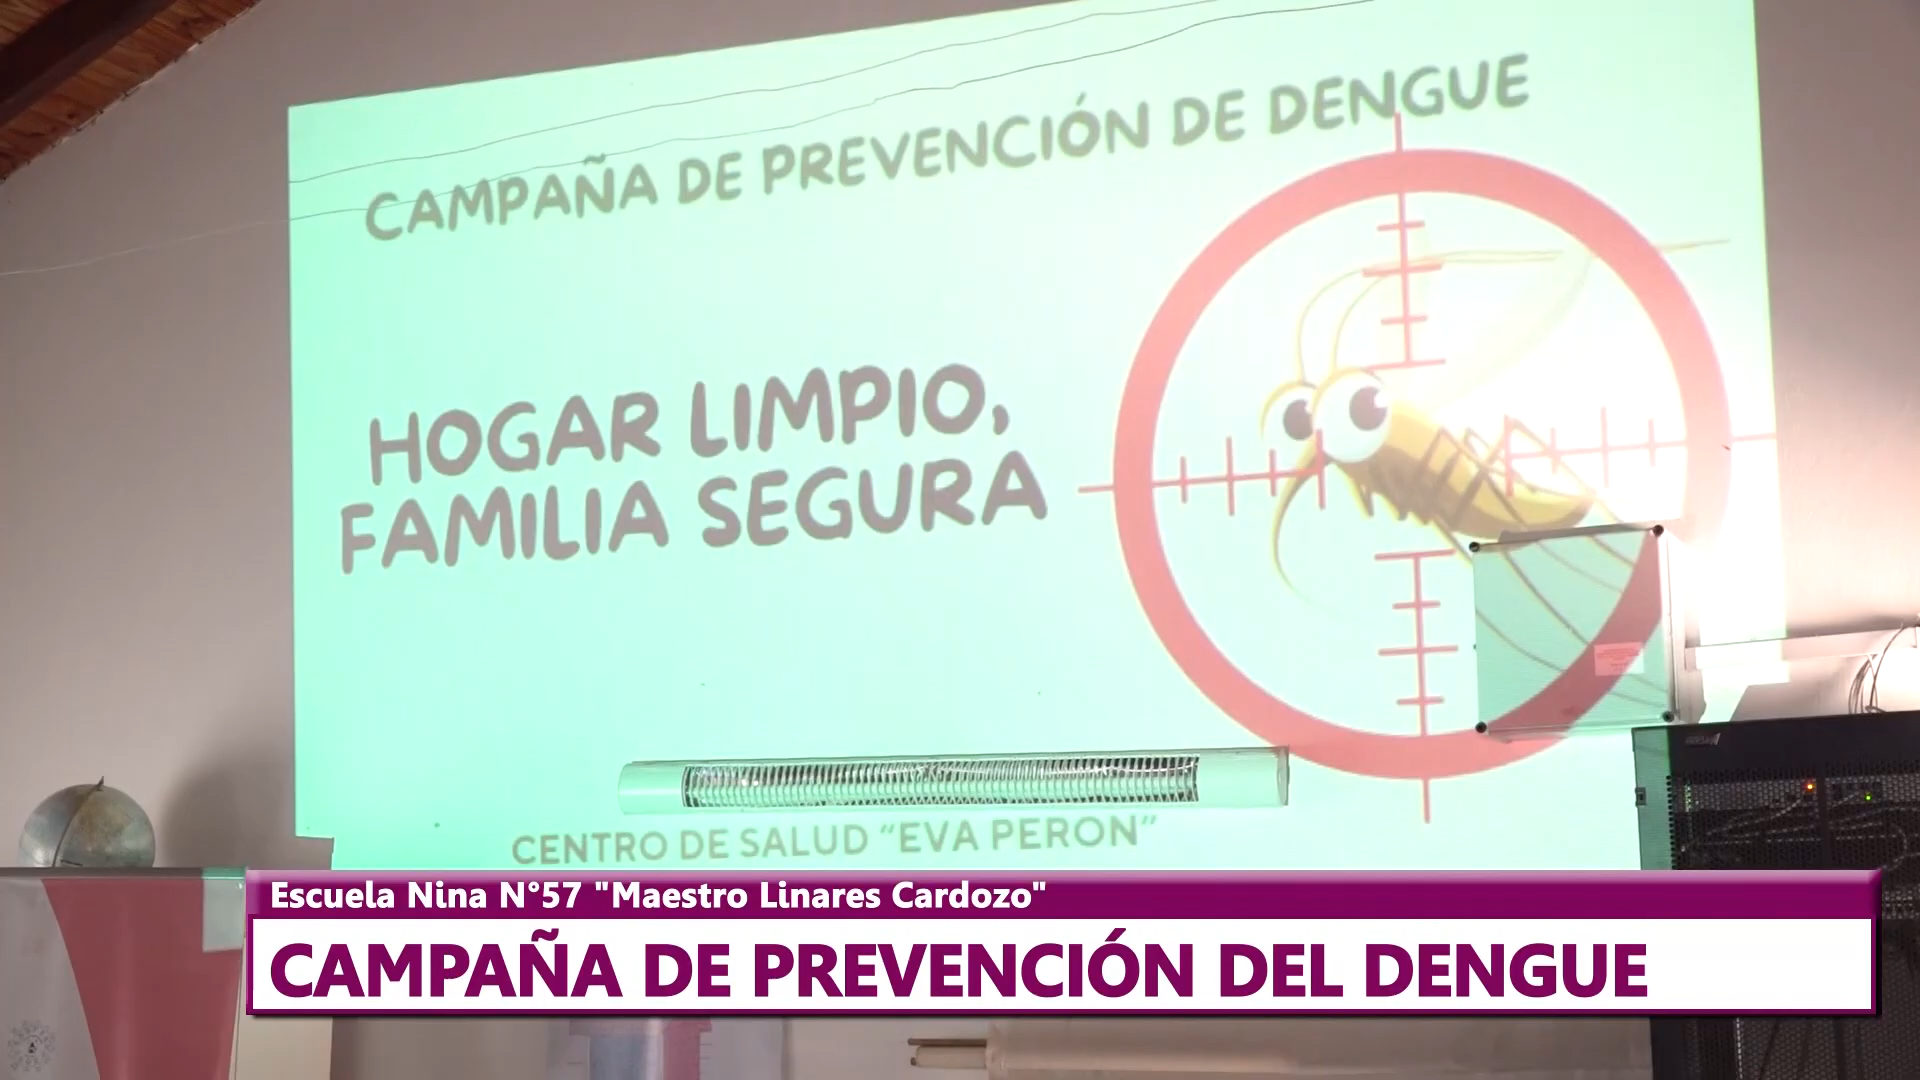 CAMPAÑA DE PREVENCIÓN DE DENGUE
HOGAR LIMPIO,
FAMILIA SEGURA
CENTRO DE SALUD "EVA PERON"
Escuela Nina N°57 "Maestro Linares Cardozo"
CAMPAÑA DE PREVENCIÓN DEL DENGUE